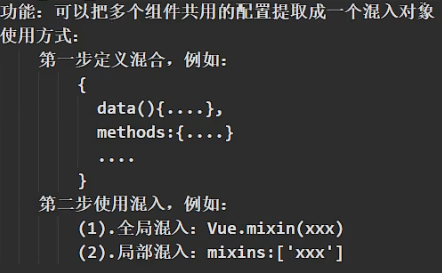 功能：可以把多个组件共用的配置提取成一个混入对象
使用方式：
第一步定义混合，例如：
{
data(){....},
methods:{....}
....
}
第二步使用混入，例如：
(1).全局混入：Vue.mixin(xxx)
(2).局部混入：mixins:['xxx']